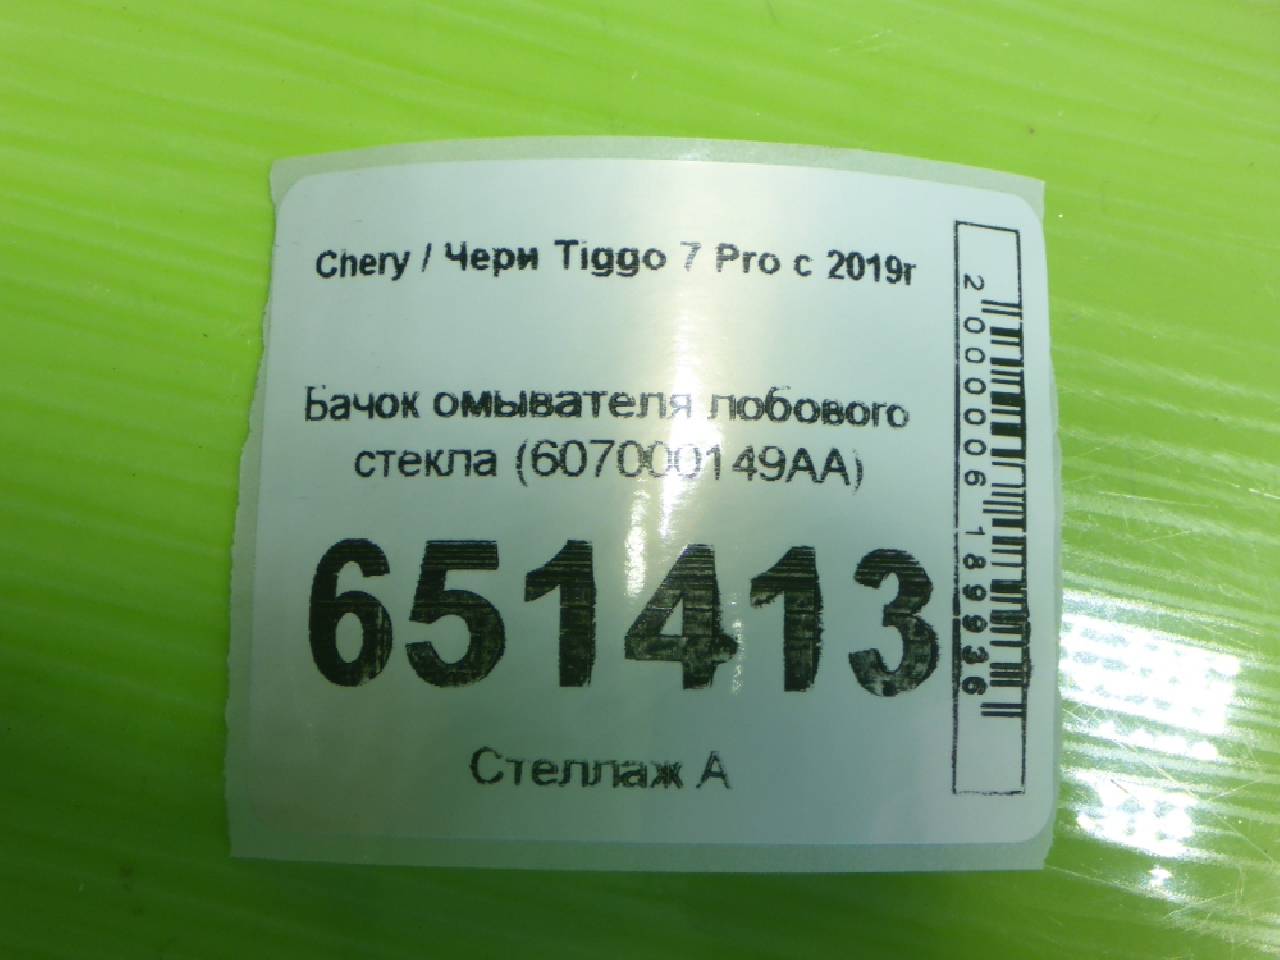 Chery / Чери Tiggo 7 Pro с 2019г
Бачок омывателя лобового
стекла (607000149AA)
651413
Стеллаж А
2000006189936